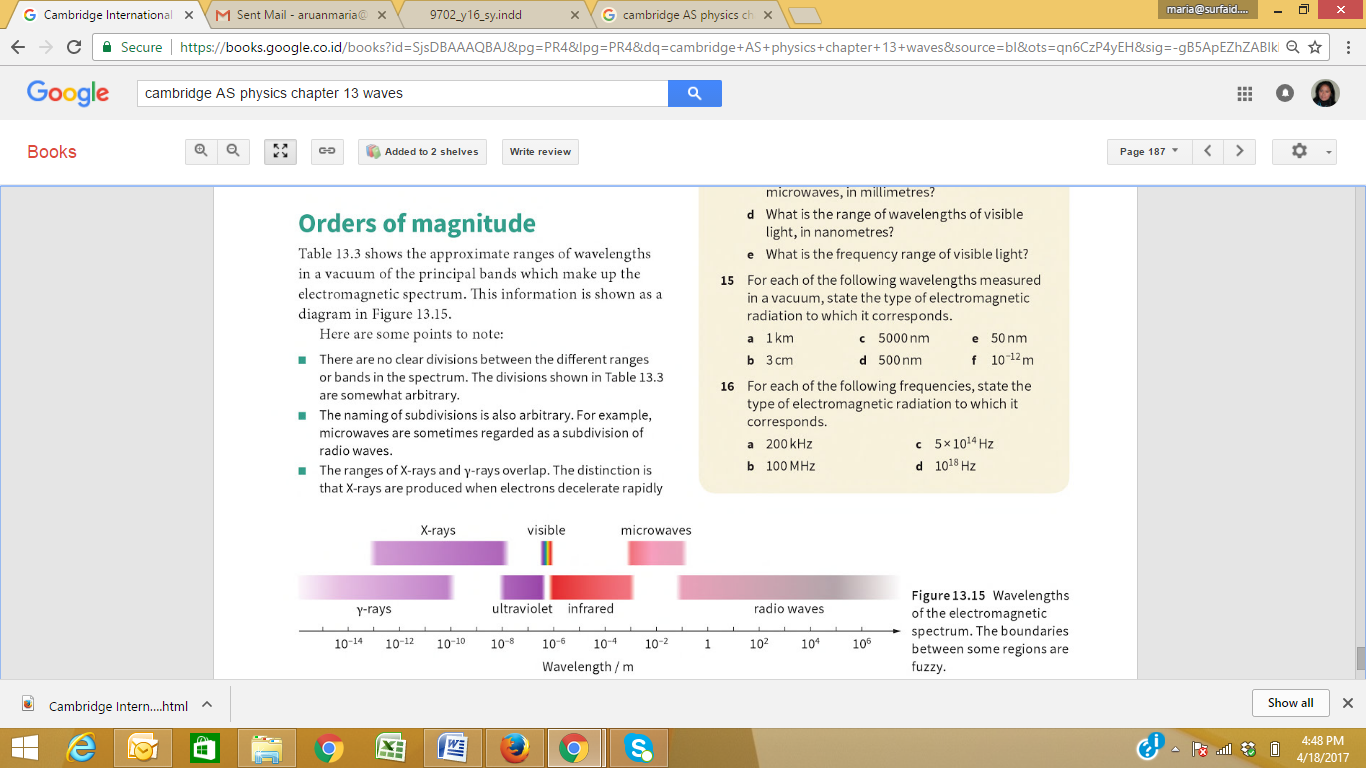 Cambridge International
Sent Mail - aruanmaria@
9702_y16_sy.indd
cambridge AS physics ch
maria@surfaid....
Secure
https://books.google.co.id/books?id=SjsDBAAAQBAJ&pg=PR4&lpg=PR4&dq=cambridge+AS+physics+chapter+13+waves&source=bl&ots=qn6CzP4yEH&sig=-gB5ApEZhZABIkl
Google
cambridge AS physics chapter 13 waves
Books
Added to 2 shelves
Write review
Page 187
Orders of magnitude
Table 13.3 shows the approximate ranges of wavelengths
in a vacuum of the principal bands which make up the
electromagnetic spectrum. This information is shown as a
diagram in Figure 13.15.
Here are some points to note:
There are no clear divisions between the different ranges
or bands in the spectrum. The divisions shown in Table 13.3
are somewhat arbitrary.
The naming of subdivisions is also arbitrary. For example,
microwaves are sometimes regarded as a subdivision of
radio waves.
The ranges of X-rays and γ-rays overlap. The distinction is
that X-rays are produced when electrons decelerate rapidly
microwaves, in millimetres?
d What is the range of wavelengths of visible
light, in nanometres?
e What is the frequency range of visible light?
15 For each of the following wavelengths measured
in a vacuum, state the type of electromagnetic
radiation to which it corresponds.
a 1 km c 5000 nm e 50 nm
b 3 cm d 500 nm f 10⁻¹² m
16 For each of the following frequencies, state the
type of electromagnetic radiation to which it
corresponds.
a 200 kHz c 5 × 10¹⁴ Hz
b 100 MHz d 10¹⁸ Hz
X-rays visible microwaves
γ-rays ultraviolet infrared radio waves
10⁻¹⁴ 10⁻¹² 10⁻¹⁰ 10⁻⁸ 10⁻⁶ 10⁻⁴ 10⁻² 1 10² 10⁴ 10⁶
Wavelength / m
Figure 13.15 Wavelengths
of the electromagnetic
spectrum. The boundaries
between some regions are
fuzzy.
Cambridge Intern....html
Show all
4:48 PM
4/18/2017